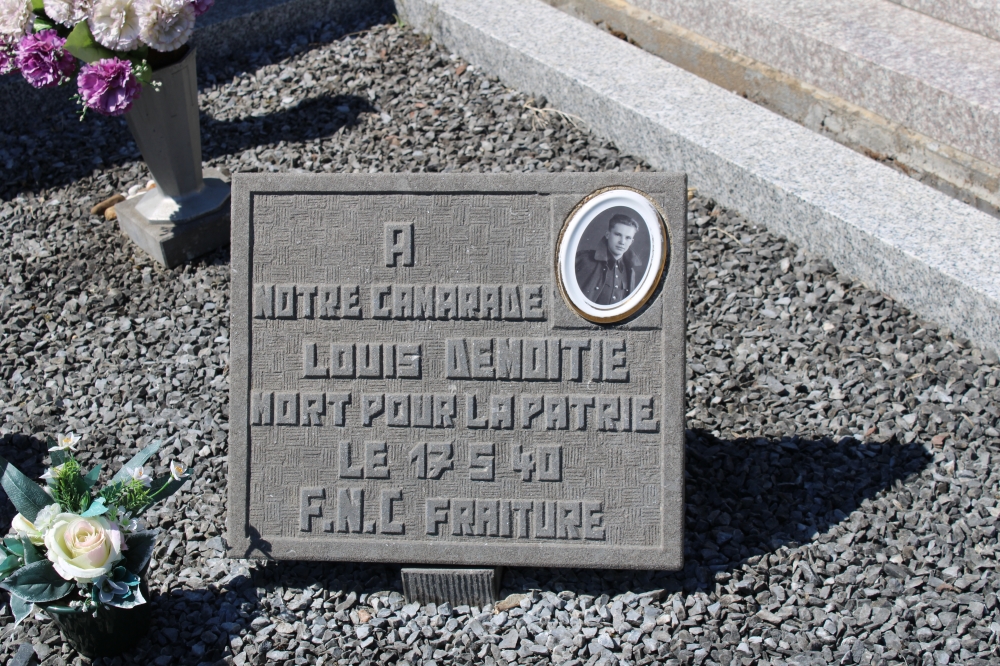 A
NOTRE CAMARADE
LOUIS DEMOITIE
MORT POUR LA PATRIE
LE 17 5 40
F.N.C FRAITURE